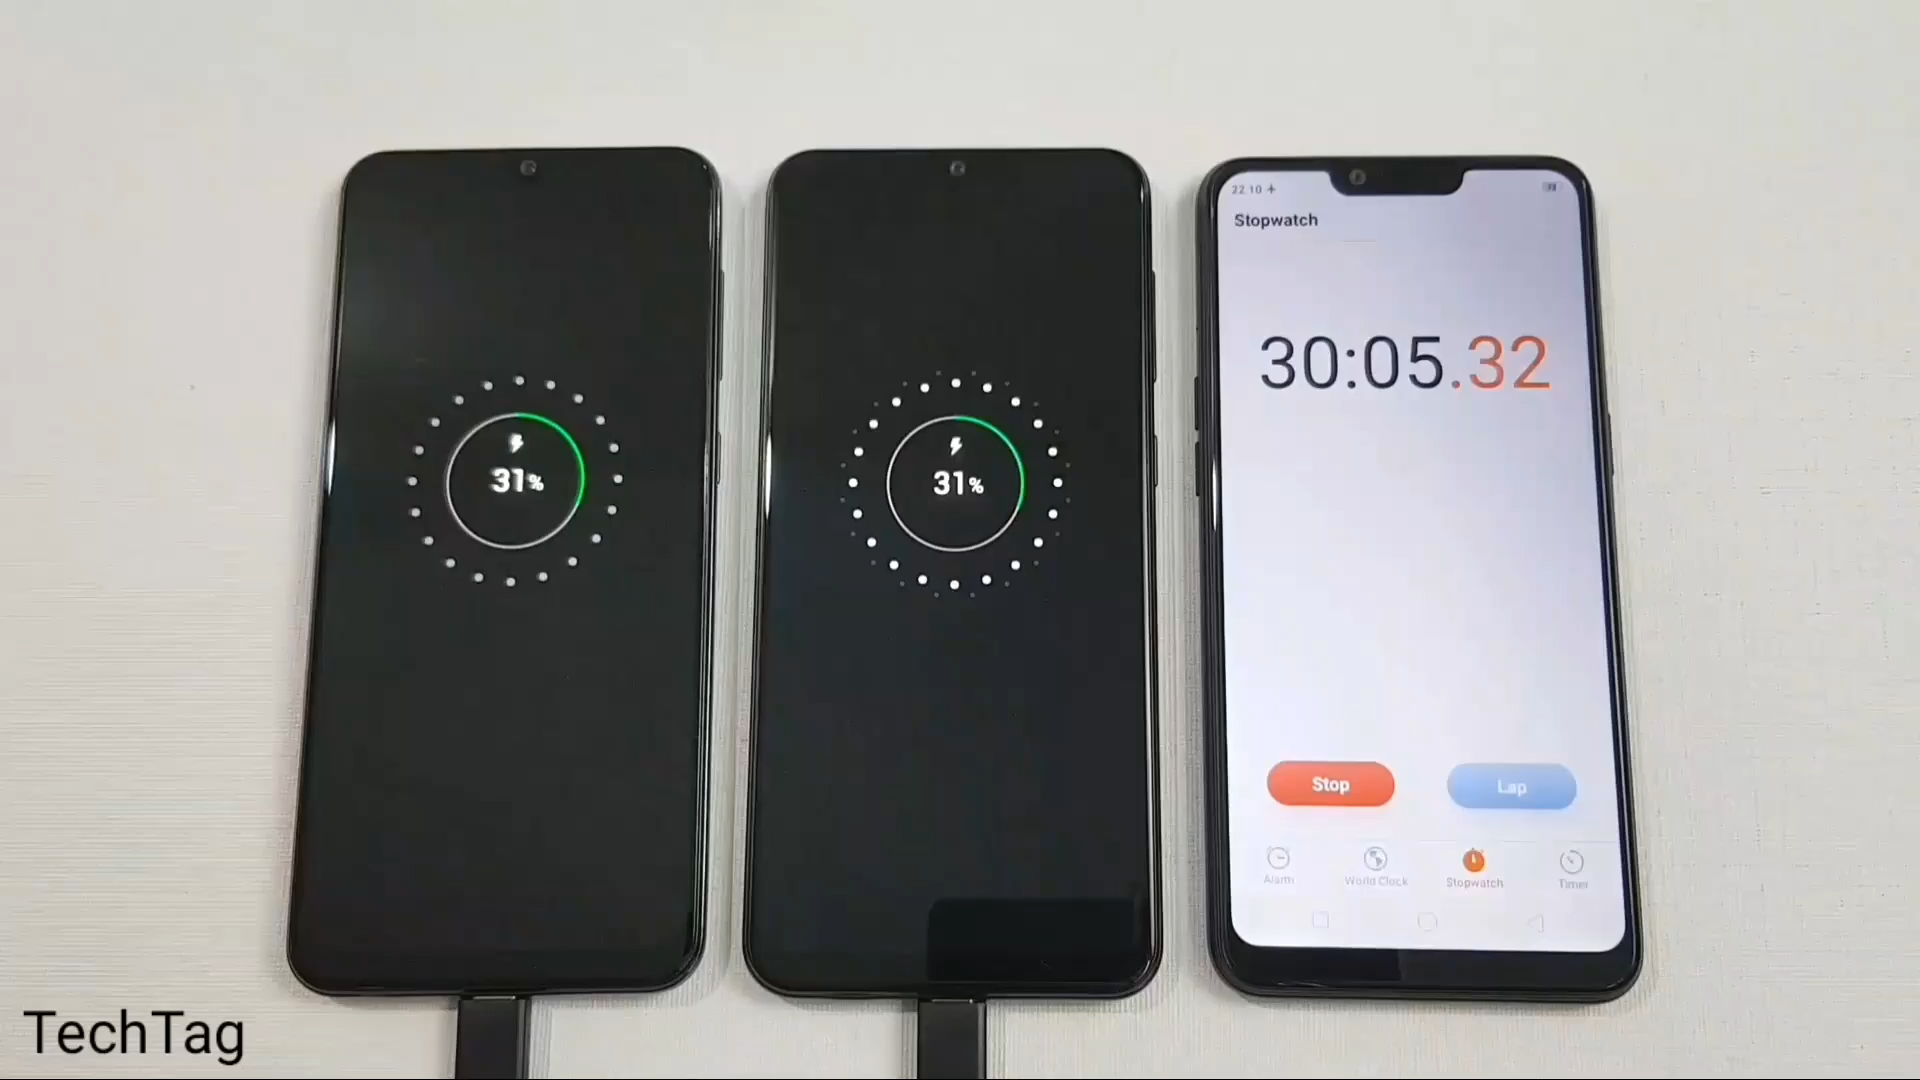 31%
31%
22.10
Stopwatch
30:05.32
Stop
Lap
Alarm
World Clock
Stopwatch
Timer
TechTag